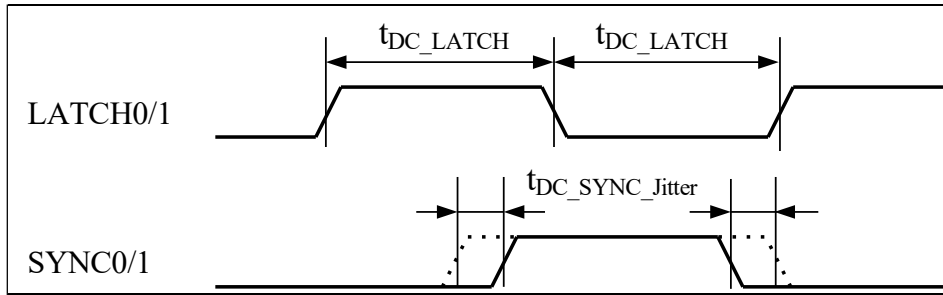 tDC_LATCH tDC_LATCH
LATCH0/1
tDC_SYNC_Jitter
SYNC0/1